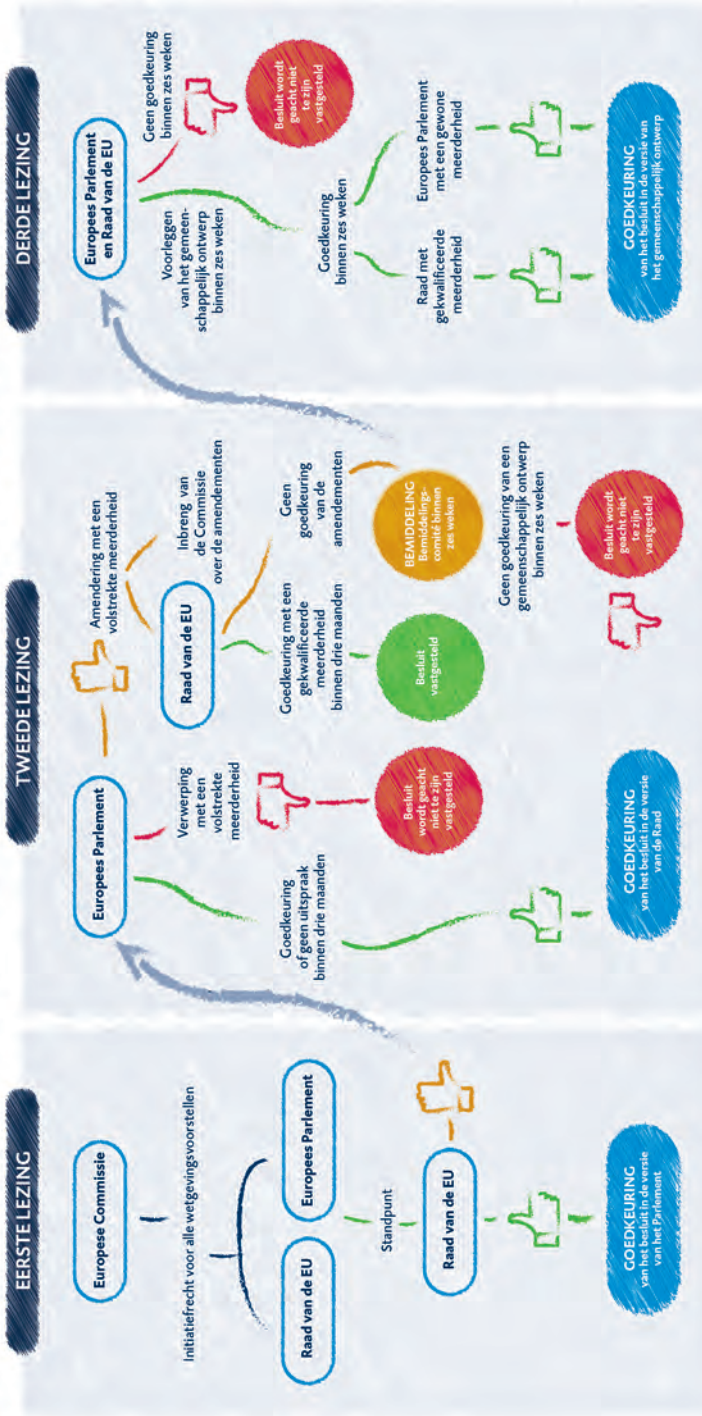 EERSTE LEZING
Europese Commissie
Initiatiefrecht voor alle wetgevingsvoorstellen
Raad van de EU
Europees Parlement
Standpunt
Raad van de EU
GOEDKEURING
van het besluit in de versie
van het Parlement
TWEEDE LEZING
Europees Parlement
Amendering met een
volstrekte meerderheid
Verwerping
met een
volstrekte
meerderheid
Raad van de EU
Inbreng van
de Commissie
over de amendementen
Goedkeuring
of geen uitspraak
binnen drie maanden
Goedkeuring met een
gekwalificeerde
meerderheid
binnen drie maanden
Geen
goedkeuring
van de
amendementen
Besluit
wordt geacht
niet te zijn
vastgesteld
Besluit
vastgesteld
BEMIDDELING
Bemiddelings-
comité binnen
zes weken
Geen goedkeuring van een
gemeenschappelijk ontwerp
binnen zes weken
Besluit wordt
geacht niet
te zijn
vastgesteld
GOEDKEURING
van het besluit in de versie
van de Raad
DERDE LEZING
Europees Parlement
en Raad van de EU
Voorleggen
van het gemeen-
schappelijk ontwerp
binnen zes weken
Geen goedkeuring
binnen zes weken
Besluit wordt
geacht niet
te zijn
vastgesteld
Goedkeuring
binnen zes weken
Raad met
gekwalificeerde
meerderheid
Europees Parlement
met een gewone
meerderheid
GOEDKEURING
van het besluit in de versie van
het gemeenschappelijk ontwerp